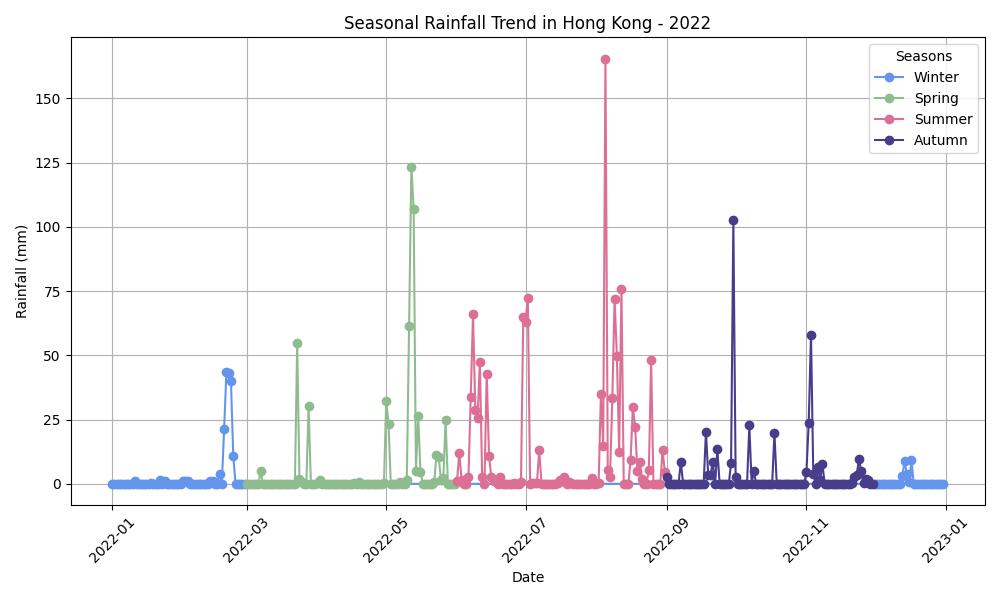 Seasonal Rainfall Trend in Hong Kong - 2022
Seasons
Winter
Spring
Summer
Autumn
Rainfall (mm)
150
125
100
75
50
25
0
2022-01
2022-03
2022-05
2022-07
2022-09
2022-11
2023-01
Date